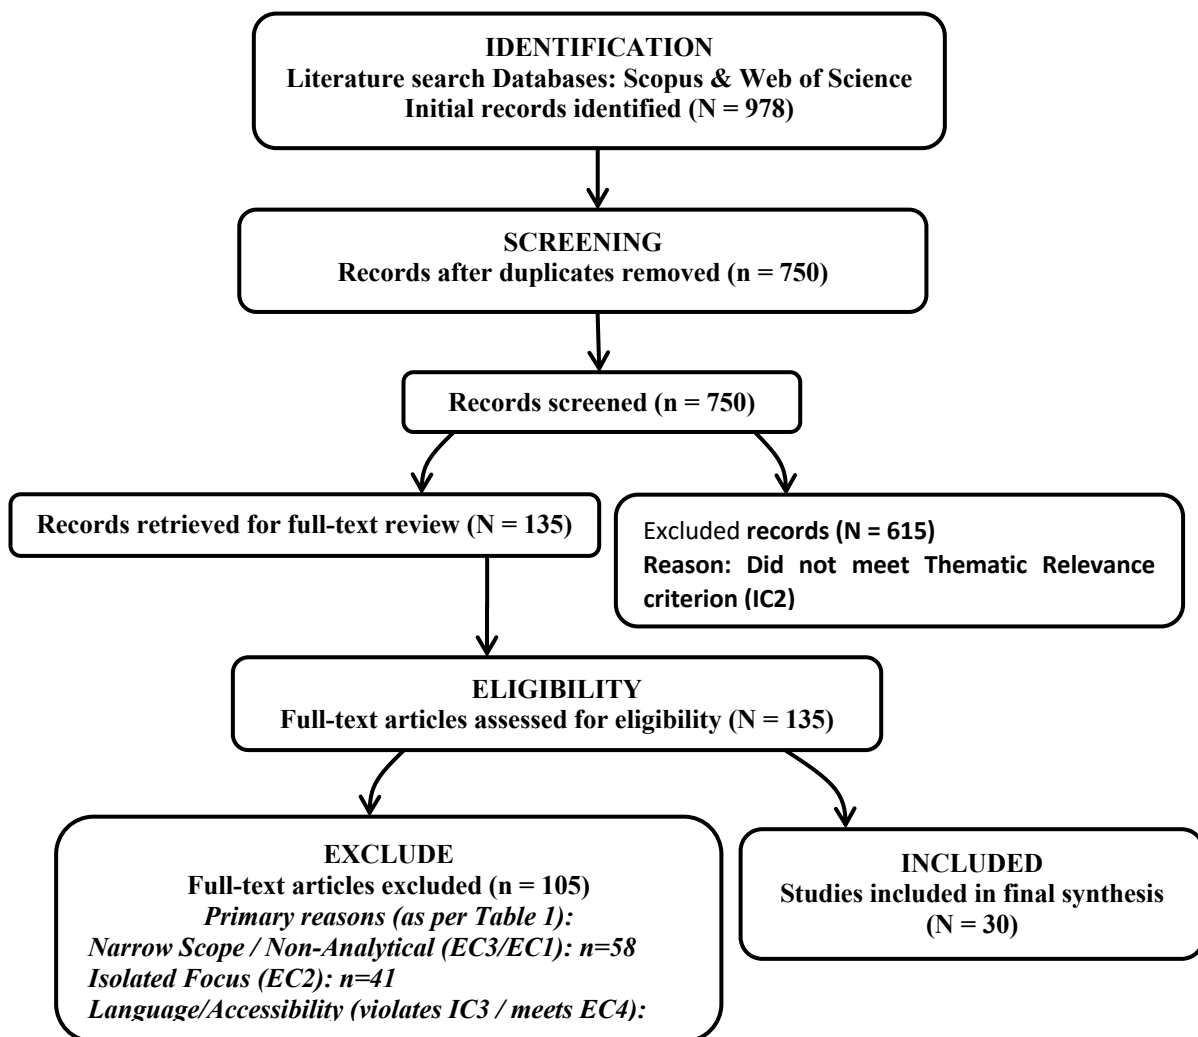 IDENTIFICATION
Literature search Databases: Scopus & Web of Science
Initial records identified (N = 978)
SCREENING
Records after duplicates removed (n = 750)
Records screened (n = 750)
Records retrieved for full-text review (N = 135)
Excluded records (N = 615)
Reason: Did not meet Thematic Relevance
criterion (IC2)
ELIGIBILITY
Full-text articles assessed for eligibility (N = 135)
EXCLUDE
Full-text articles excluded (n = 105)
Primary reasons (as per Table 1):
Narrow Scope / Non-Analytical (EC3/EC1): n=58
Isolated Focus (EC2): n=41
Language/Accessibility (violates IC3 / meets EC4):
INCLUDED
Studies included in final synthesis
(N = 30)